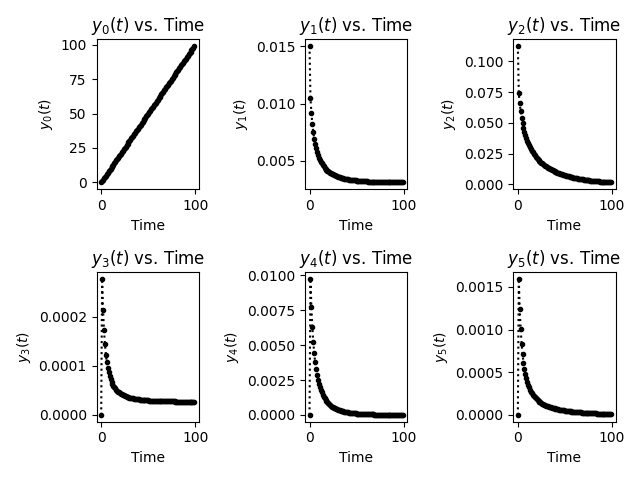 y₀(t) vs. Time
y₁(t) vs. Time
y₂(t) vs. Time
100
75
50
25
0
y₀(t)
0 100
Time
0.015
0.010
0.005
y₁(t)
0 100
Time
0.100
0.075
0.050
0.025
0.000
y₂(t)
0 100
Time
y₃(t) vs. Time
y₄(t) vs. Time
y₅(t) vs. Time
0.0002
0.0001
0.0000
y₃(t)
0 100
Time
0.0100
0.0075
0.0050
0.0025
0.0000
y₄(t)
0 100
Time
0.0015
0.0010
0.0005
0.0000
y₅(t)
0 100
Time